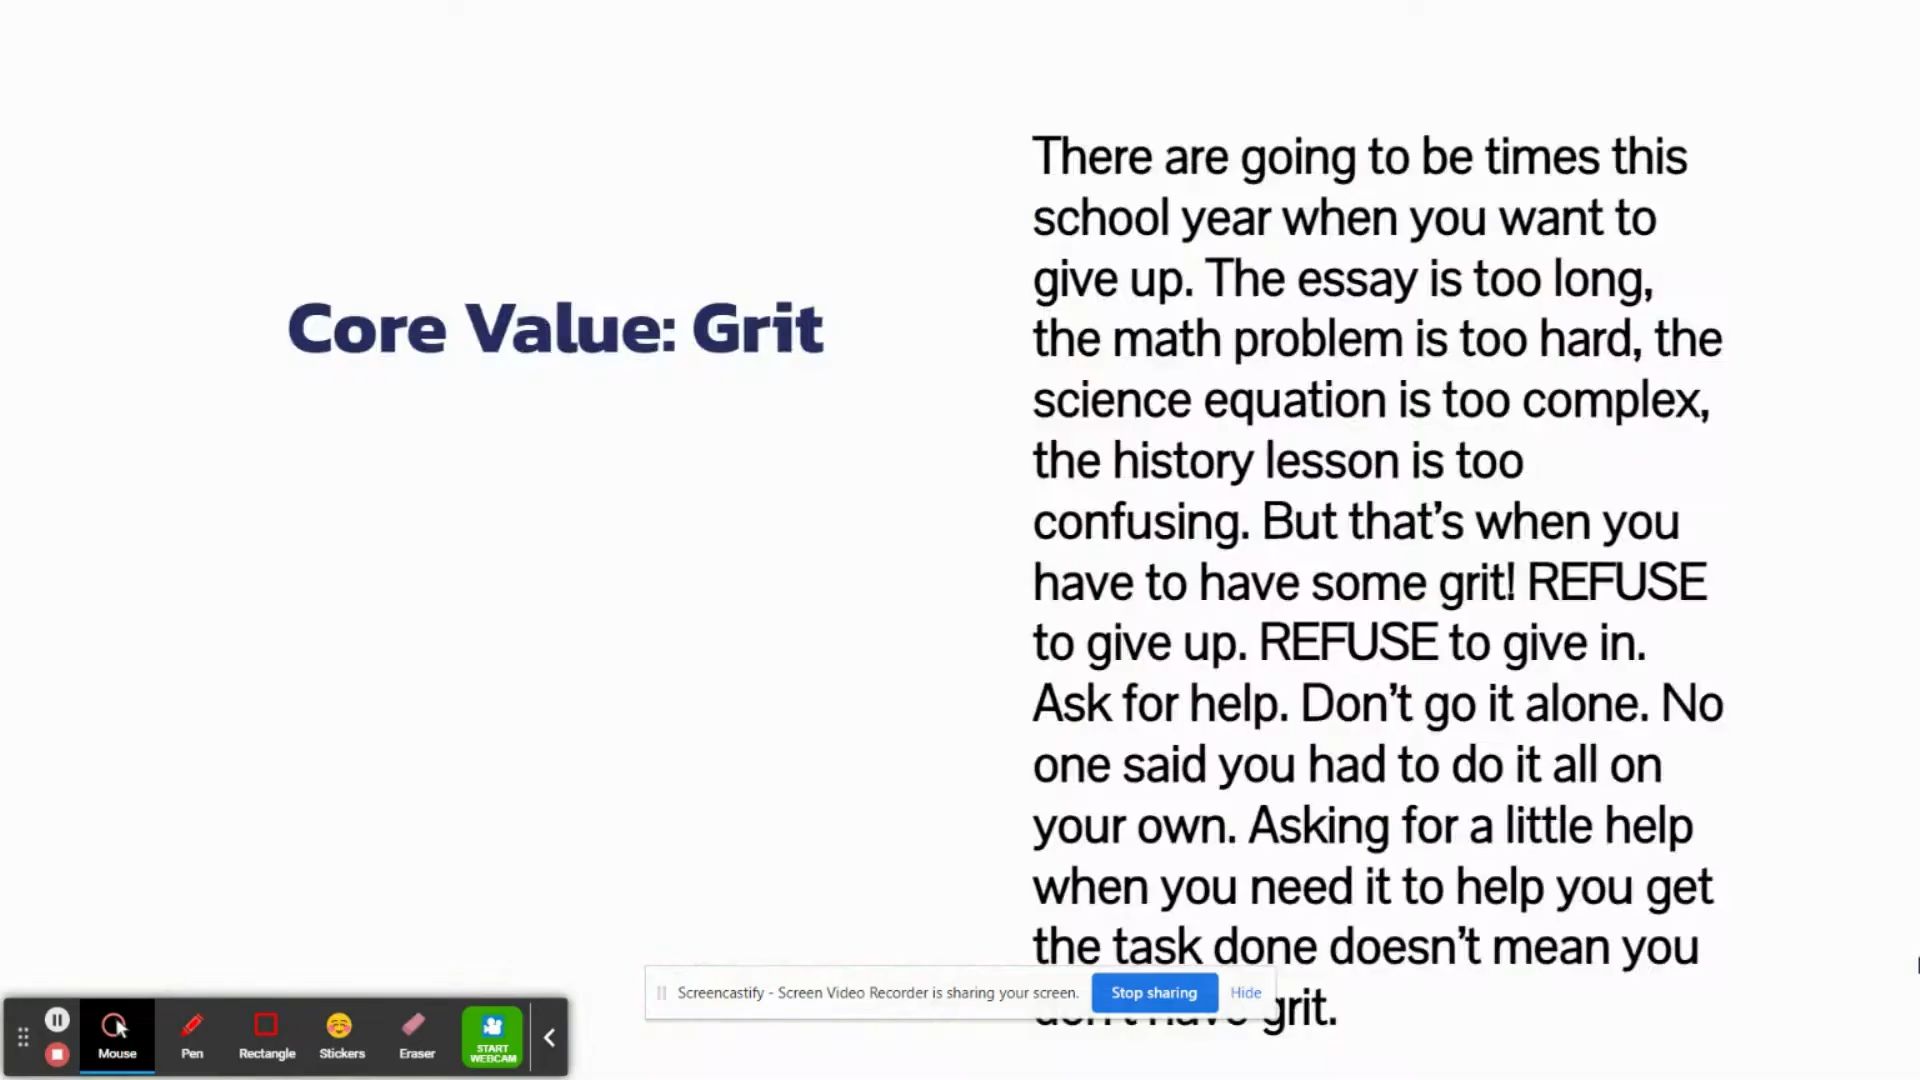 Core Value: Grit
There are going to be times this
school year when you want to
give up. The essay is too long,
the math problem is too hard, the
science equation is too complex,
the history lesson is too
confusing. But that’s when you
have to have some grit! REFUSE
to give up. REFUSE to give in.
Ask for help. Don’t go it alone. No
one said you had to do it all on
your own. Asking for a little help
when you need it to help you get
the task done doesn’t mean you
grit.
Screencastify - Screen Video Recorder is sharing your screen. Stop sharing Hide
Mouse Pen Rectangle Stickers Eraser START
WEBCAM